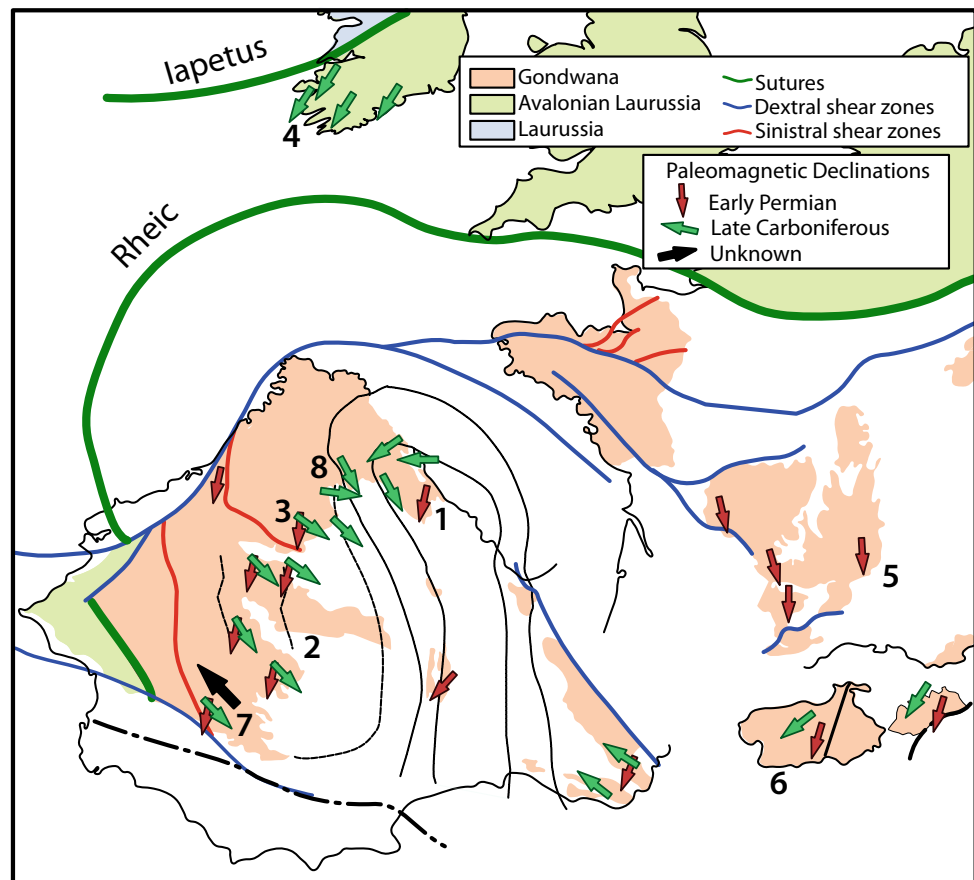 Iapetus
Gondwana
Avalonian Laurussia
Laurussia
Sutures
Dextral shear zones
Sinistral shear zones
4
Paleomagnetic Declinations
Early Permian
Late Carboniferous
Unknown
Rheic
8
3
1
5
2
7
6